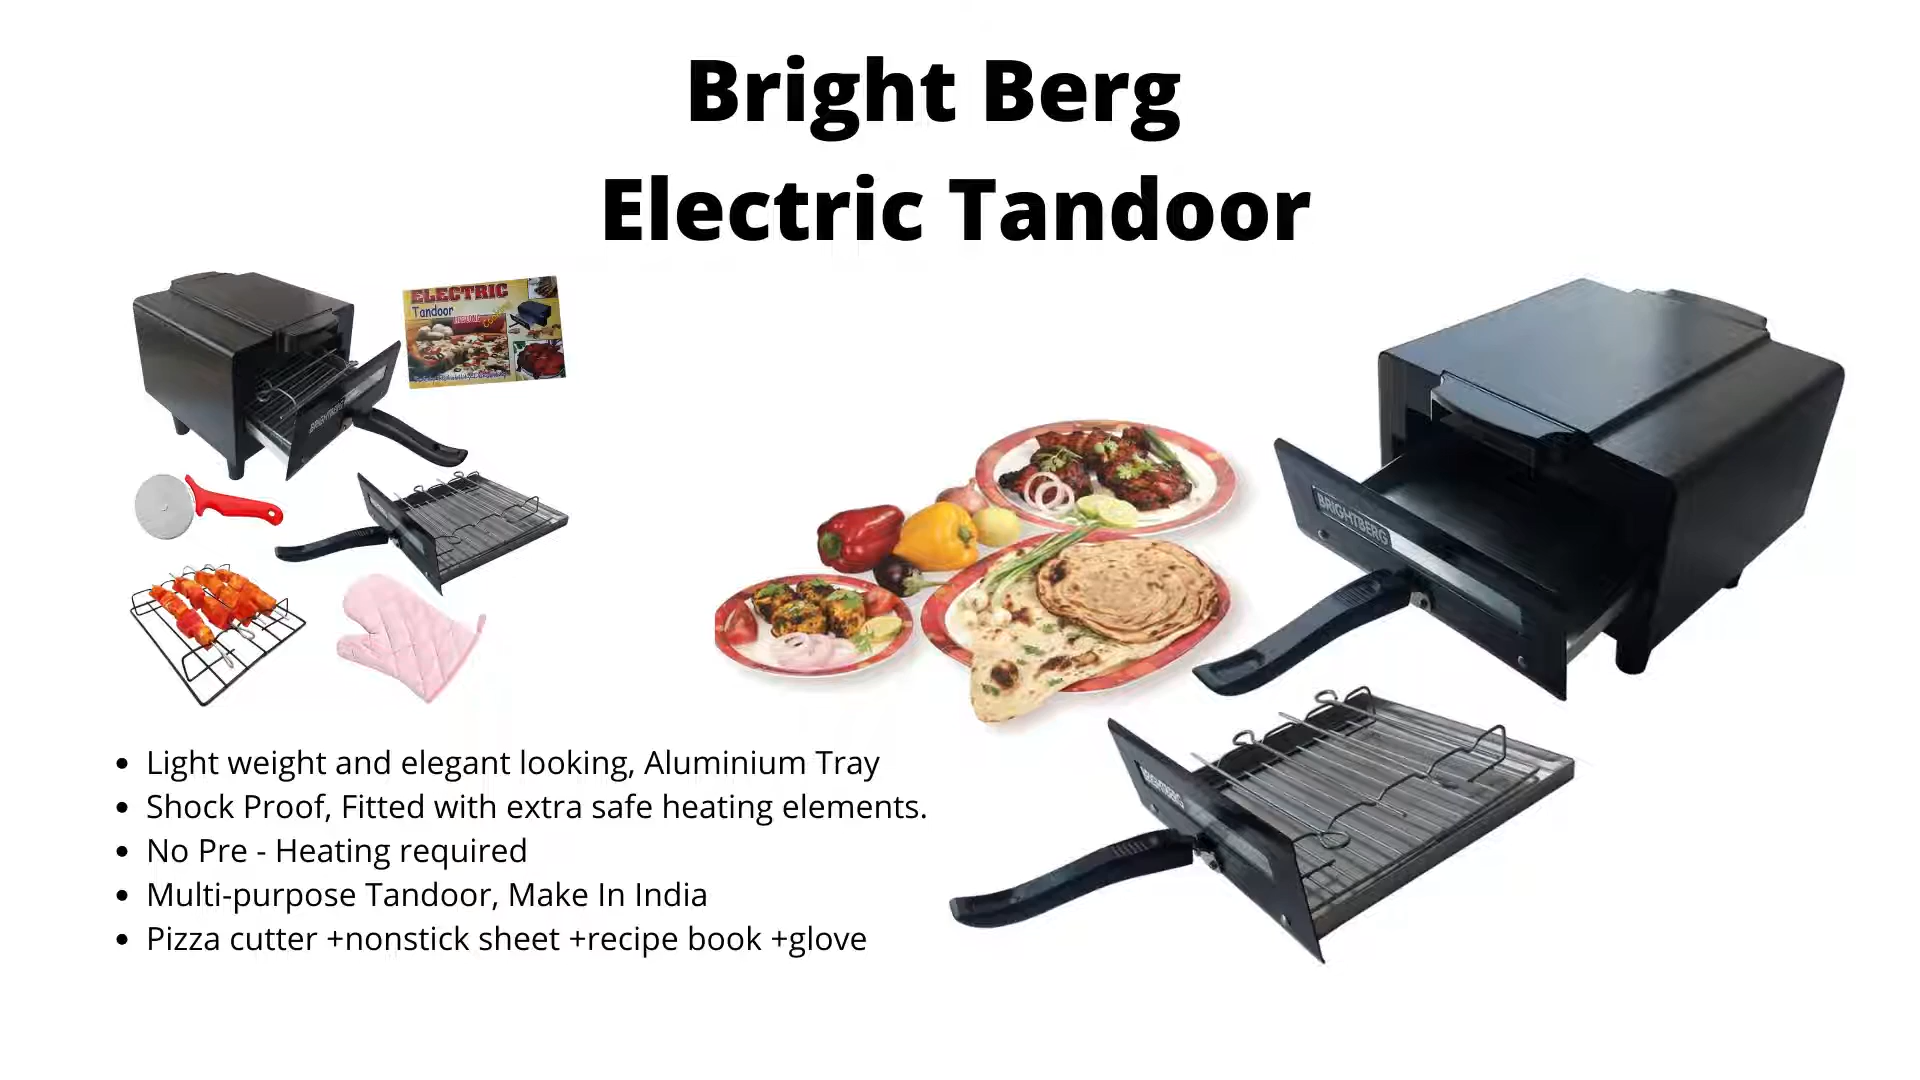 Bright Berg
Electric Tandoor
ELECTRIC
Tandoor
BRIGHTBERG
BRIGHTBERG
BRIGHTBERG
Light weight and elegant looking, Aluminium Tray
Shock Proof, Fitted with extra safe heating elements.
No Pre - Heating required
Multi-purpose Tandoor, Make In India
Pizza cutter +nonstick sheet +recipe book +glove